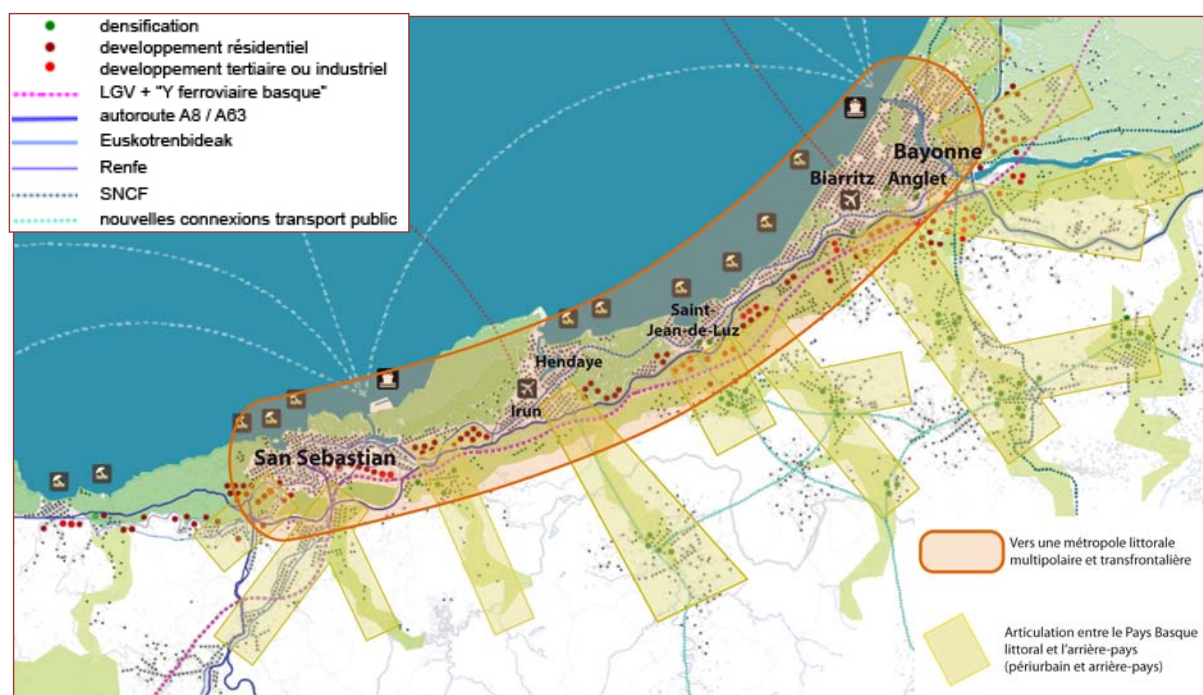 densification
developpement résidentiel
developpement tertiaire ou industriel
LGV + "Y ferroviaire basque"
autoroute A8 / A63
Euskotrenbideak
Renfe
SNCF
nouvelles connexions transport public
Bayonne
Biarritz Anglet
Saint-
Jean-de-Luz
Hendaye
Irun
San Sebastian
Vers une métropole littorale
multipolaire et transfrontalière
Articulation entre le Pays Basque
littoral et l'arrière-pays
(périurbain et arrière-pays)